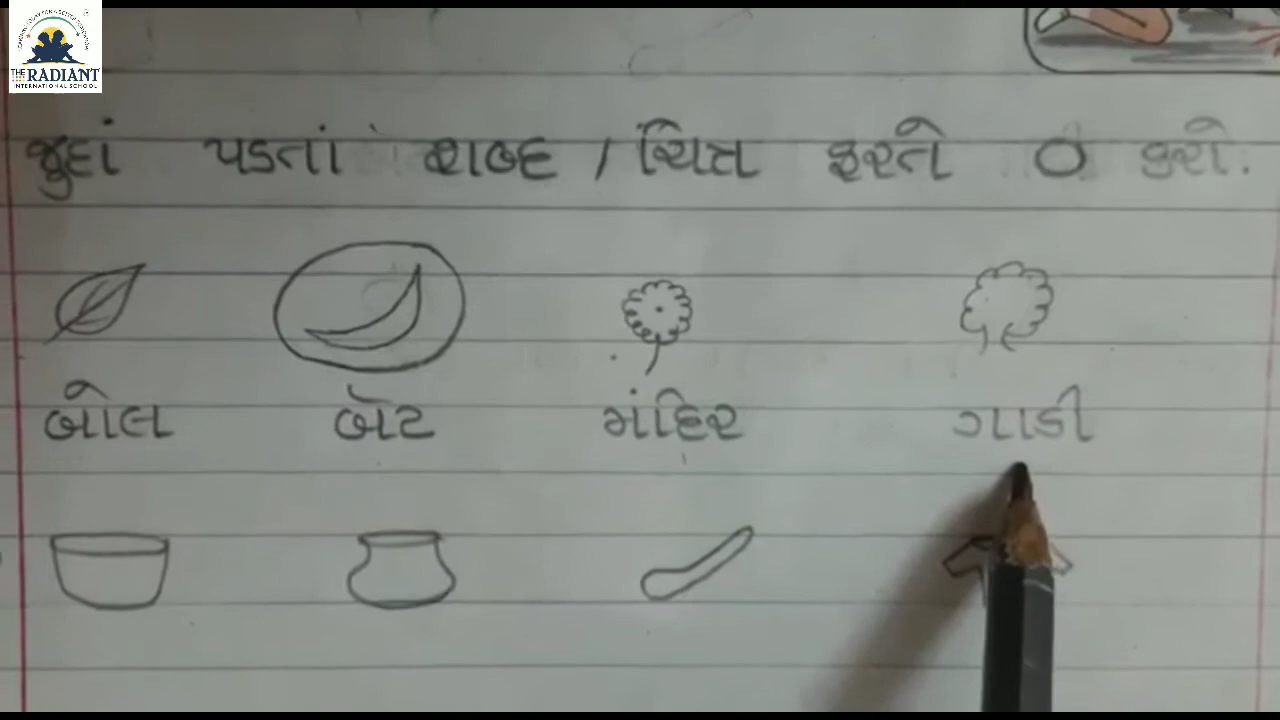 THE RADIANT
INTERNATIONAL SCHOOL
જુદાં પડતાં શબ્દ / ચિત્ર ફરતે O કરો.
બોલ બેટ મંદિર ગાડી